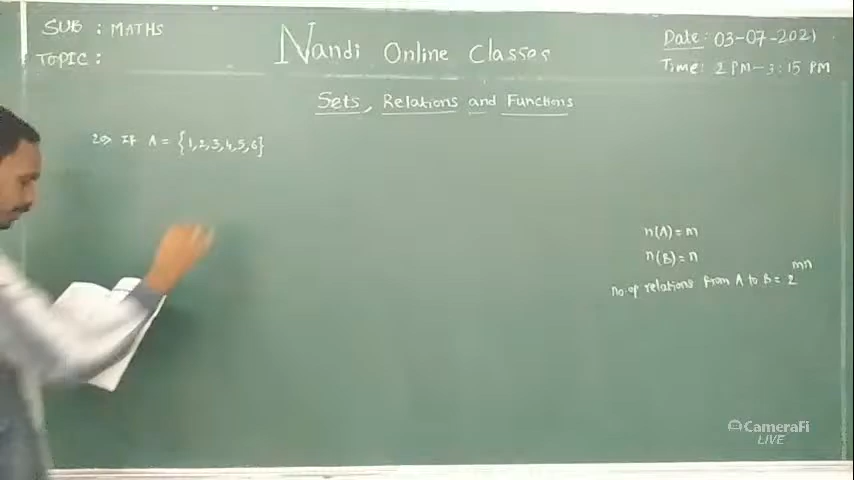 SUB : MATHS
TOPIC :
Nandi Online Classes
Date: 03-07-2021
Time: 2 PM-3:15 PM
Sets, Relations and Functions
2⇒ If A = {1,2,3,4,5,6}
n(A) = m
n(B) = n
no. of relations from A to B = 2^mn
CameraFi
LIVE